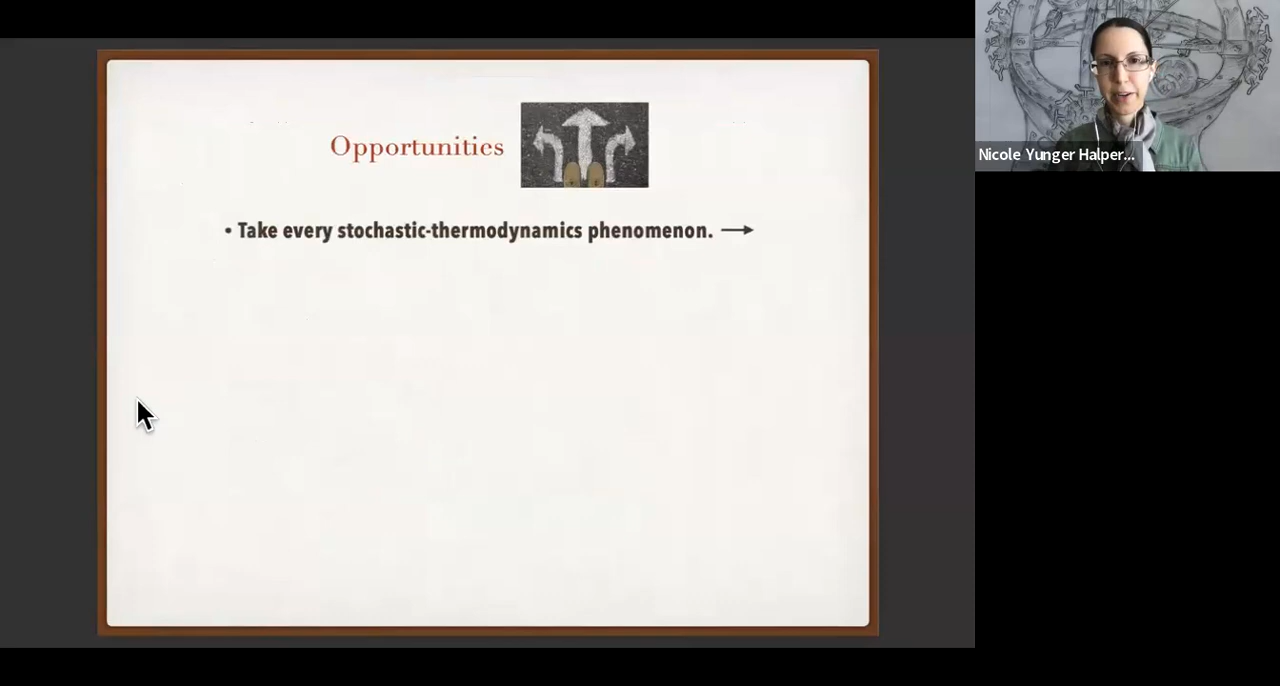 Opportunities
• Take every stochastic-thermodynamics phenomenon. →
Nicole Yunger Halper...